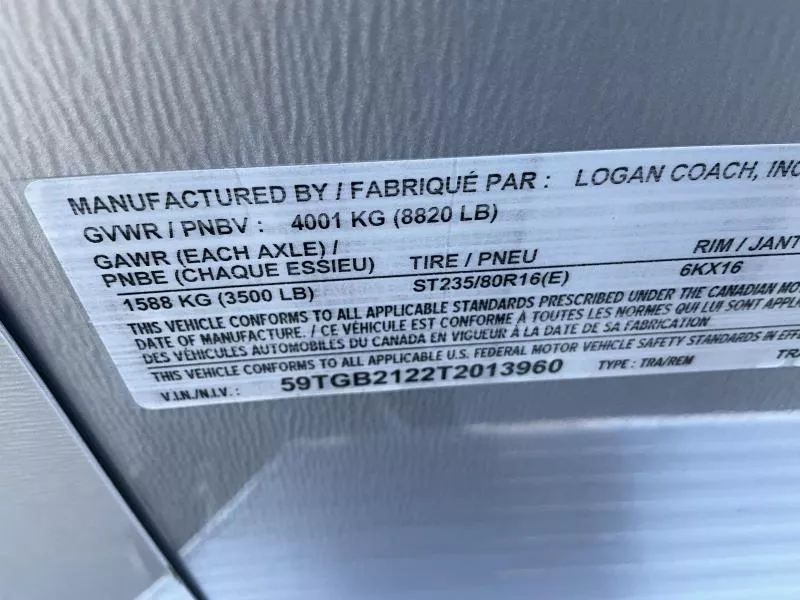 MANUFACTURED BY / FABRIQUÉ PAR : LOGAN COACH, INC
GVWR / PNBV : 4001 KG (8820 LB)
GAWR (EACH AXLE) /
PNBE (CHAQUE ESSIEU) TIRE / PNEU RIM / JANT
1588 KG (3500 LB) ST235/80R16(E) 6KX16
THIS VEHICLE CONFORMS TO ALL APPLICABLE STANDARDS PRESCRIBED UNDER THE CANADIAN MO
DATE OF MANUFACTURE. / CE VÉHICULE EST CONFORME À TOUTES LES NORMES QUI LUI SONT APPL
DES VÉHICULES AUTOMOBILES DU CANADA EN VIGUEUR À LA DATE DE SA FABRICATION
THIS VEHICLE CONFORMS TO ALL APPLICABLE U.S. FEDERAL MOTOR VEHICLE SAFETY STANDARDS IN EFFE
V.I.N./N.I.V. : 59TGB2122T2013960 TYPE : TRA/REM TR